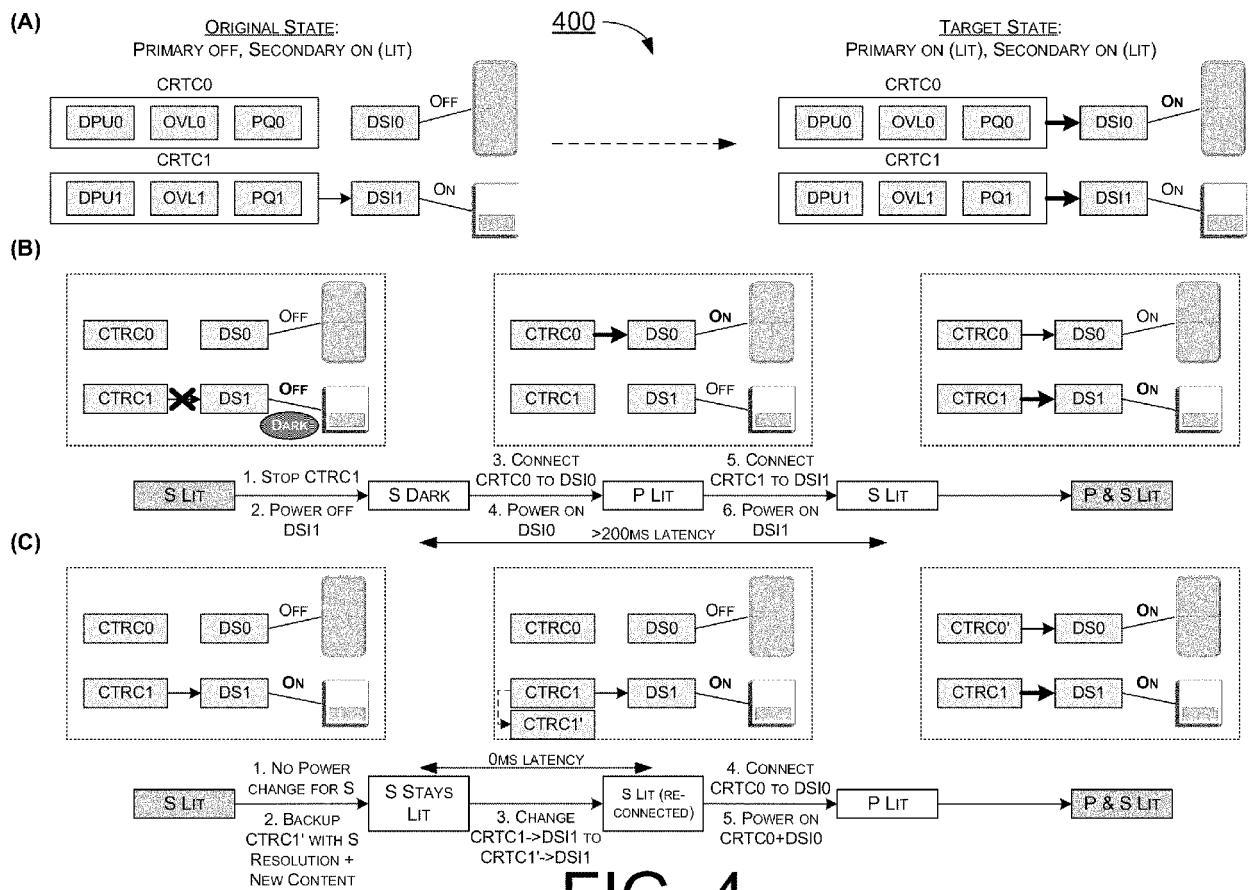 (A)
ORIGINAL STATE:
PRIMARY OFF, SECONDARY ON (LIT)
400
TARGET STATE:
PRIMARY ON (LIT), SECONDARY ON (LIT)
CRTC0
DPU0 OVL0 PQ0 DSI0 OFF
CRTC1
DPU1 OVL1 PQ1 DSI1 ON
CRTC0
DPU0 OVL0 PQ0 DSI0 ON
CRTC1
DPU1 OVL1 PQ1 DSI1 ON
(B)
CTRC0 DS0 OFF
CTRC1 DS1 OFF
DARK
CTRC0 DS0 ON
CTRC1 DS1 OFF
CTRC0 DS0 ON
CTRC1 DS1 ON
S LIT
1. STOP CTRC1
2. POWER OFF
DSI1
S DARK
3. CONNECT
CRTC0 TO DSI0
4. POWER ON
DSI0
P LIT
5. CONNECT
CRTC1 TO DSI1
6. POWER ON
DSI1
S LIT
P & S LIT
>200MS LATENCY
(C)
CTRC0 DS0 OFF
CTRC1 DS1 ON
CTRC0 DS0 OFF
CTRC1 DS1 ON
CTRC1'
CTRC0' DS0 ON
CTRC1 DS1 ON
0MS LATENCY
S LIT
1. NO POWER
CHANGE FOR S
2. BACKUP
CTRC1' WITH S
RESOLUTION +
NEW CONTENT
S STAYS
LIT
3. CHANGE
CRTC1->DSI1 TO
CRTC1'->DSI1
S LIT (RE-
CONNECTED)
4. CONNECT
CRTC0 TO DSI0
5. POWER ON
CRTC0+DSI0
P LIT
P & S LIT
FIG. 4